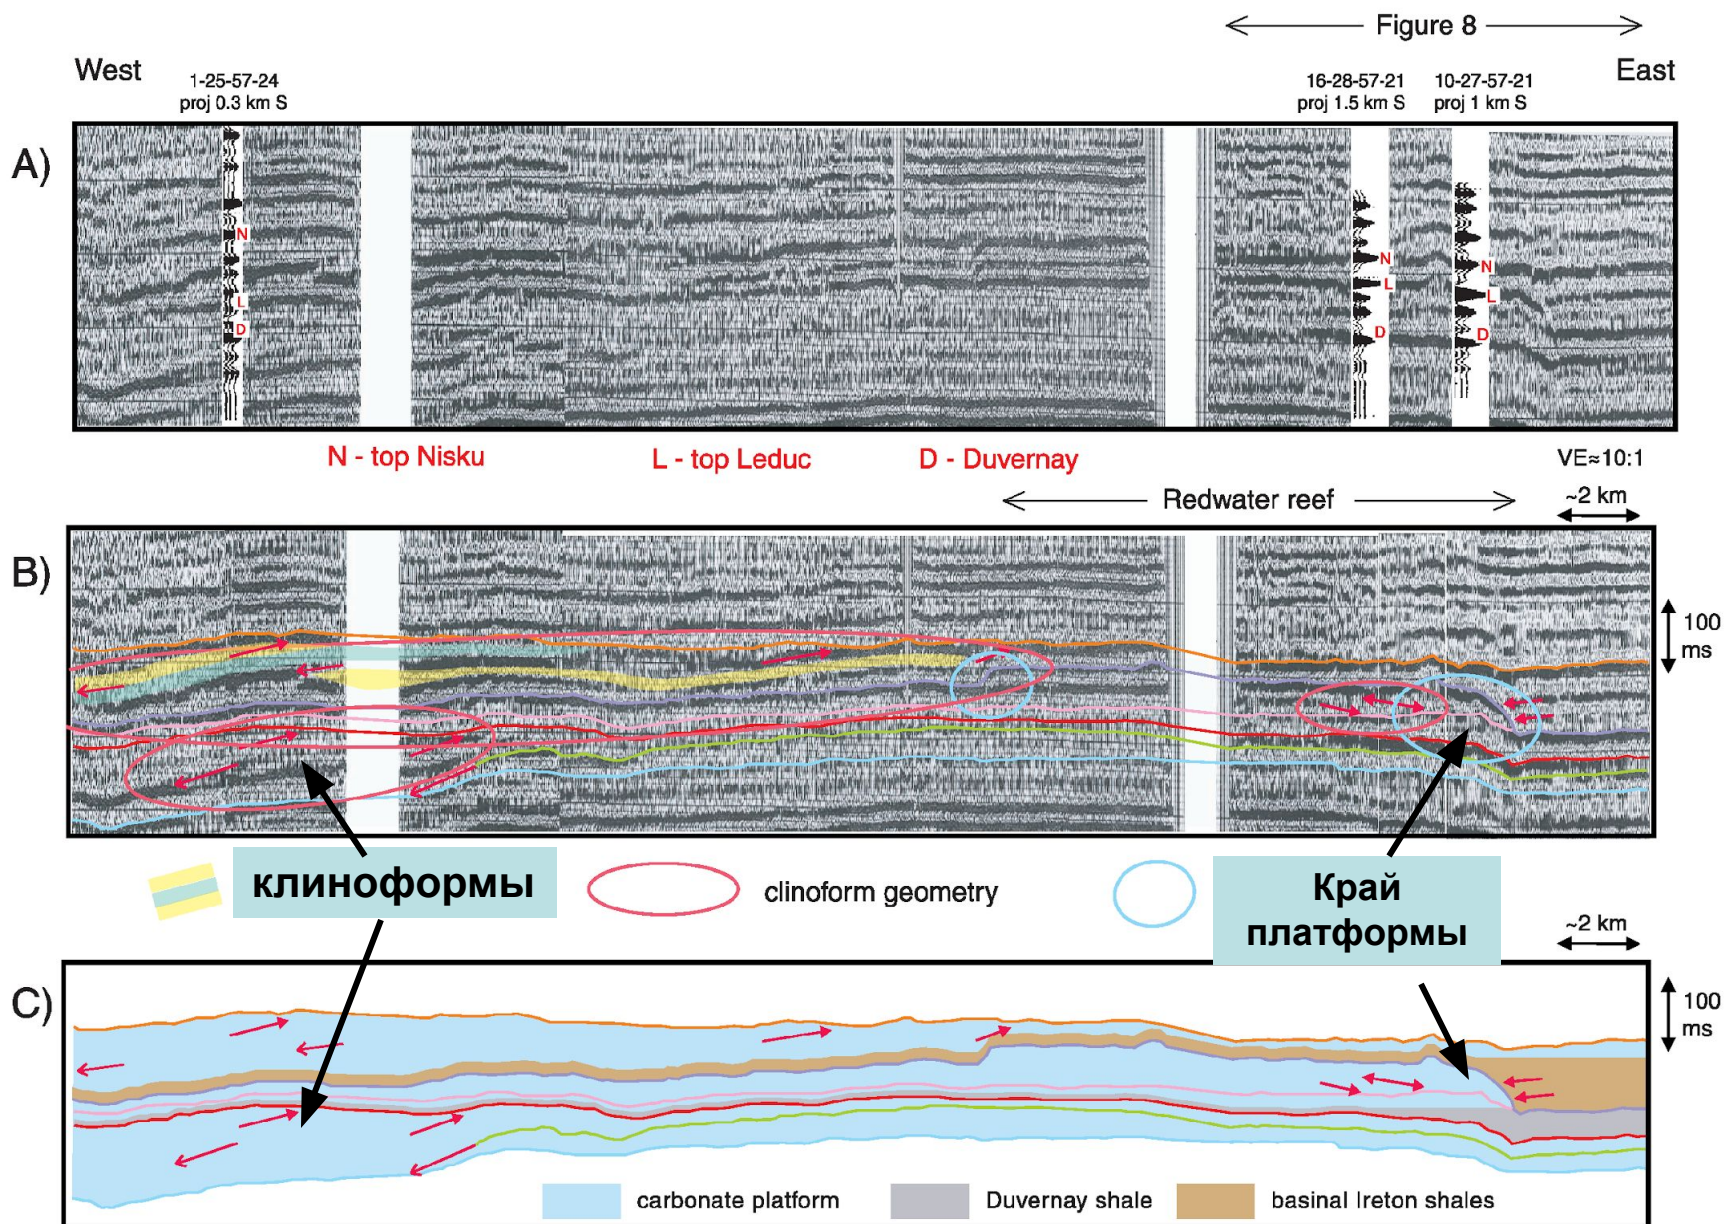 Figure 8
West
1-25-57-24
proj 0.3 km S
16-28-57-21
proj 1.5 km S
10-27-57-21
proj 1 km S
East
A)
N
L
D
N
L
D
N
L
D
N - top Nisku
L - top Leduc
D - Duvernay
VE≈10:1
Redwater reef
~2 km
B)
100
ms
клиноформы
clinoform geometry
Край
платформы
~2 km
C)
100
ms
carbonate platform
Duvernay shale
basinal Ireton shales